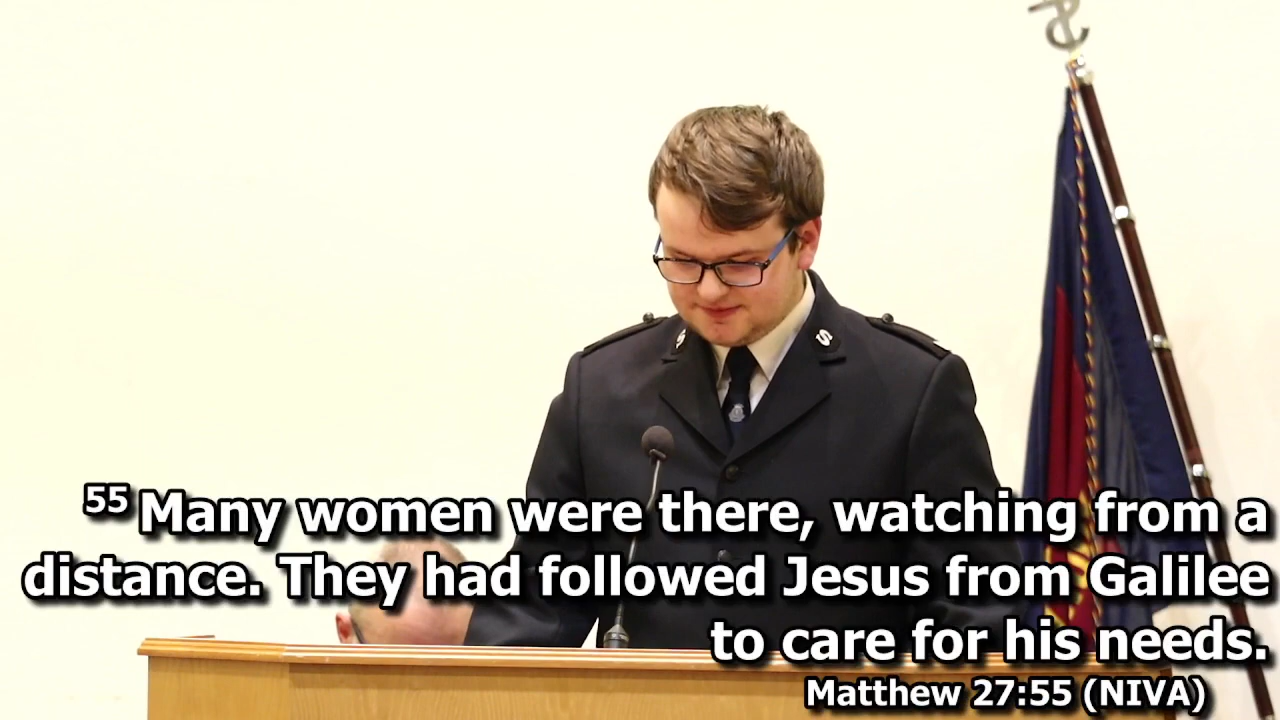 55 Many women were there, watching from a
distance. They had followed Jesus from Galilee
to care for his needs.
Matthew 27:55 (NIVA)